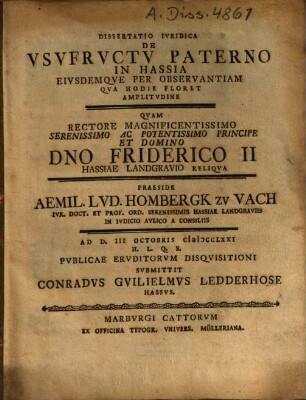 A. Diss. 4861
DISSERTATIO IVRIDICA
DE
VSVFRVCTV PATERNO
IN HASSIA
EIVSDEMQVE PER OBSERVANTIAM
QVA HODIE FLORET
AMPLITVDINE
QVAM
RECTORE MAGNIFICENTISSIMO
SERENISSIMO AC POTENTISSIMO PRINCIPE
ET DOMINO
DNO FRIDERICO II
HASSIAE LANDGRAVIO RELIQVA
PRAESIDE
AEMIL. LVD. HOMBERGK ZV VACH
IVR. DOCT. ET PROF. ORD. SERENISSIMIS HASSIAE LANDGRAVIIS
IN IVDICIO AVLICO A CONSILIIS
AD D. III OCTOBRIS CIƆIƆCCLXXI
H. L. Q. S.
PVBLICAE ERVDITORVM DISQVISITIONI
SVBMITTIT
CONRADVS GVILIELMVS LEDDERHOSE
HASSVS.
MARBVRGI CATTORVM
EX OFFICINA TYPOGR. VNIVERS. MÜLLERIANA.